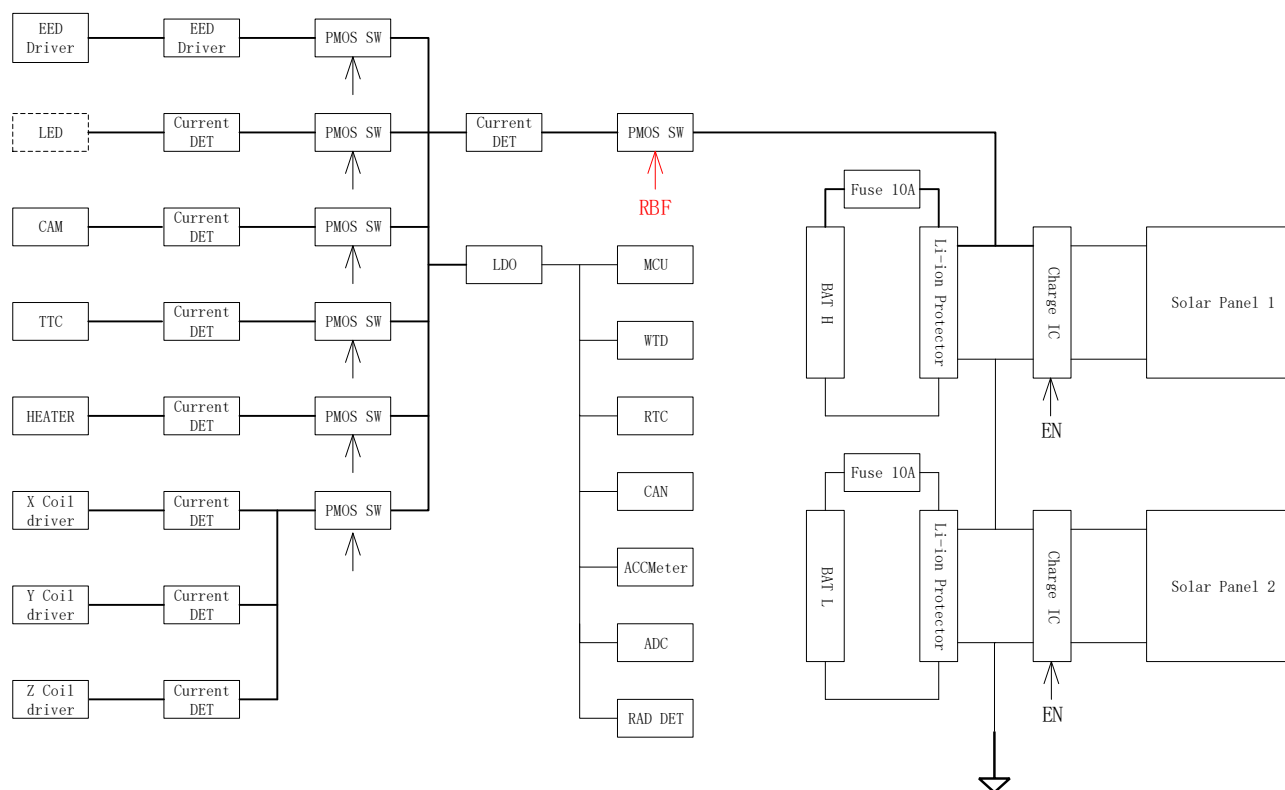 EED
Driver
EED
Driver
PMOS SW
LED
Current
DET
PMOS SW
Current
DET
PMOS SW
RBF
Fuse 10A
CAM
Current
DET
PMOS SW
LDO
MCU
BAT H
Li-ion Protector
Charge IC
Solar Panel 1
TTC
Current
DET
PMOS SW
WTD
HEATER
Current
DET
PMOS SW
RTC
EN
Fuse 10A
X Coil
driver
Current
DET
PMOS SW
CAN
ACCMeter
BAT L
Li-ion Protector
Charge IC
Solar Panel 2
Y Coil
driver
Current
DET
ADC
Z Coil
driver
Current
DET
RAD DET
EN